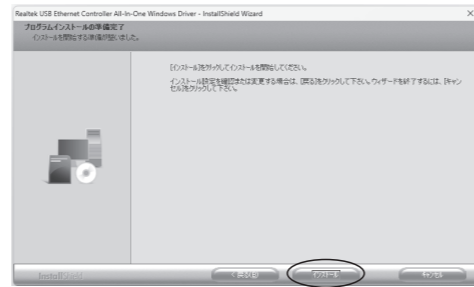 Realtek USB Ethernet Controller All-In-One Windows Driver - InstallShield Wizard
プログラムインストールの準備完了
インストールを開始する準備が整いました。
[インストール]をクリックしてインストールを開始してください。
インストール設定を確認または変更する場合は、[戻る]をクリックして下さい。ウィザードを終了するには、[キャン
セル]をクリックして下さい。
InstallShield
< 戻る(B)
インストール
キャンセル